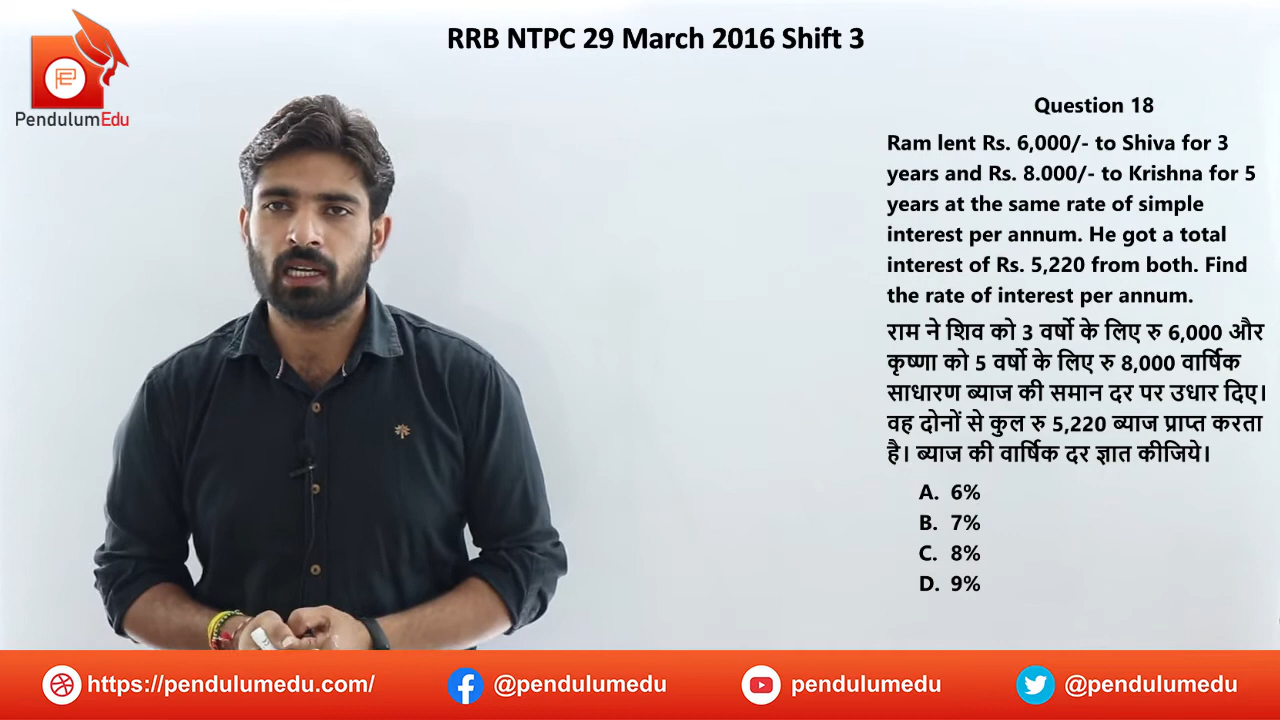 RRB NTPC 29 March 2016 Shift 3
PendulumEdu
Question 18
Ram lent Rs. 6,000/- to Shiva for 3
years and Rs. 8.000/- to Krishna for 5
years at the same rate of simple
interest per annum. He got a total
interest of Rs. 5,220 from both. Find
the rate of interest per annum.
राम ने शिव को 3 वर्षो के लिए रु 6,000 और
कृष्णा को 5 वर्षो के लिए रु 8,000 वार्षिक
साधारण ब्याज की समान दर पर उधार दिए।
वह दोनों से कुल रु 5,220 ब्याज प्राप्त करता
है। ब्याज की वार्षिक दर ज्ञात कीजिये।
A. 6%
B. 7%
C. 8%
D. 9%
https://pendulumedu.com/ @pendulumedu pendulumedu @pendulumedu